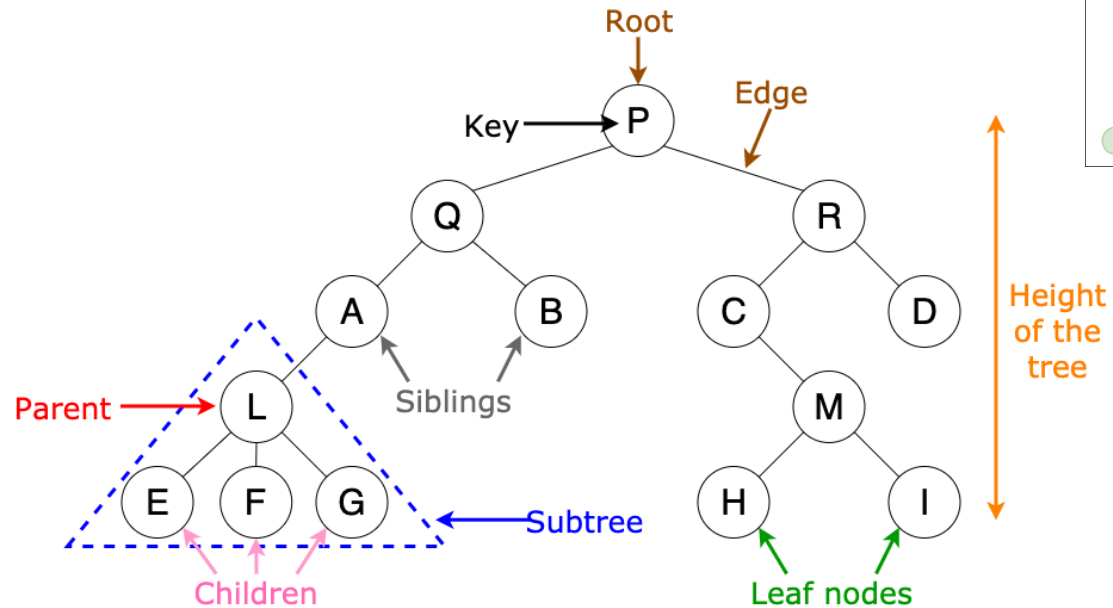 Root
Edge
Key
P
Q
R
A
B
C
D
Height
of the
tree
Siblings
Parent
L
M
E
F
G
H
I
Subtree
Children
Leaf nodes